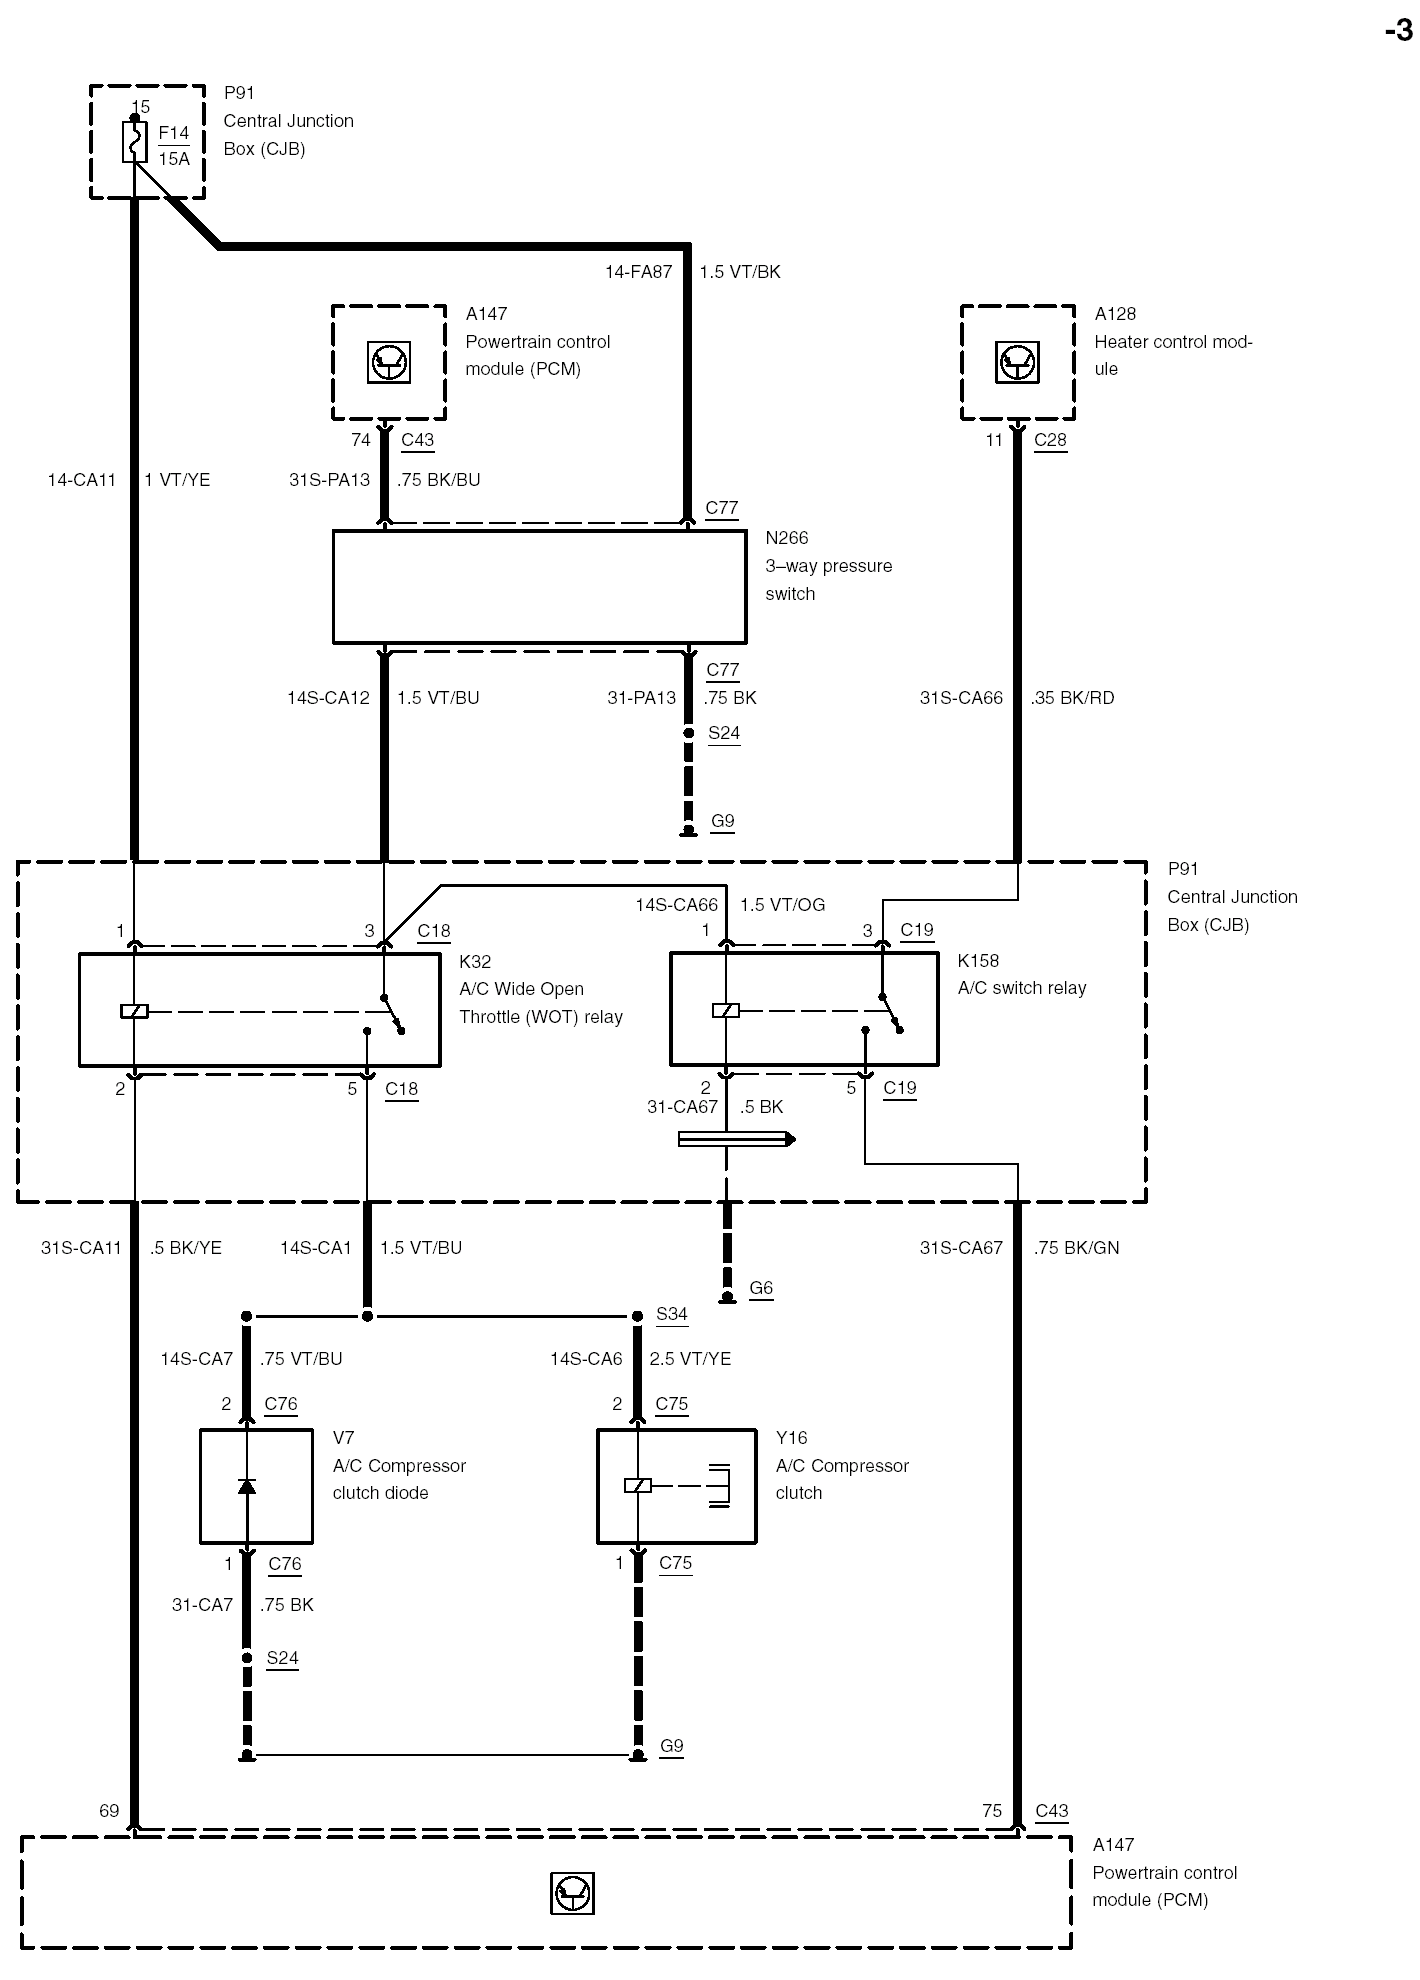 -3
15
F14
15A
P91
Central Junction
Box (CJB)
14-FA87
1.5 VT/BK
A147
Powertrain control
module (PCM)
A128
Heater control mod-
ule
74
C43
11
C28
14-CA11
1 VT/YE
31S-PA13
.75 BK/BU
C77
N266
3–way pressure
switch
C77
14S-CA12
1.5 VT/BU
31-PA13
.75 BK
31S-CA66
.35 BK/RD
S24
G9
P91
Central Junction
Box (CJB)
14S-CA66
1.5 VT/OG
1
3
C18
1
3
C19
K32
A/C Wide Open
Throttle (WOT) relay
K158
A/C switch relay
2
5
C18
2
5
C19
31-CA67
.5 BK
31S-CA11
.5 BK/YE
14S-CA1
1.5 VT/BU
31S-CA67
.75 BK/GN
G6
S34
14S-CA7
.75 VT/BU
14S-CA6
2.5 VT/YE
2
C76
2
C75
V7
A/C Compressor
clutch diode
Y16
A/C Compressor
clutch
1
C76
1
C75
31-CA7
.75 BK
S24
G9
69
75
C43
A147
Powertrain control
module (PCM)